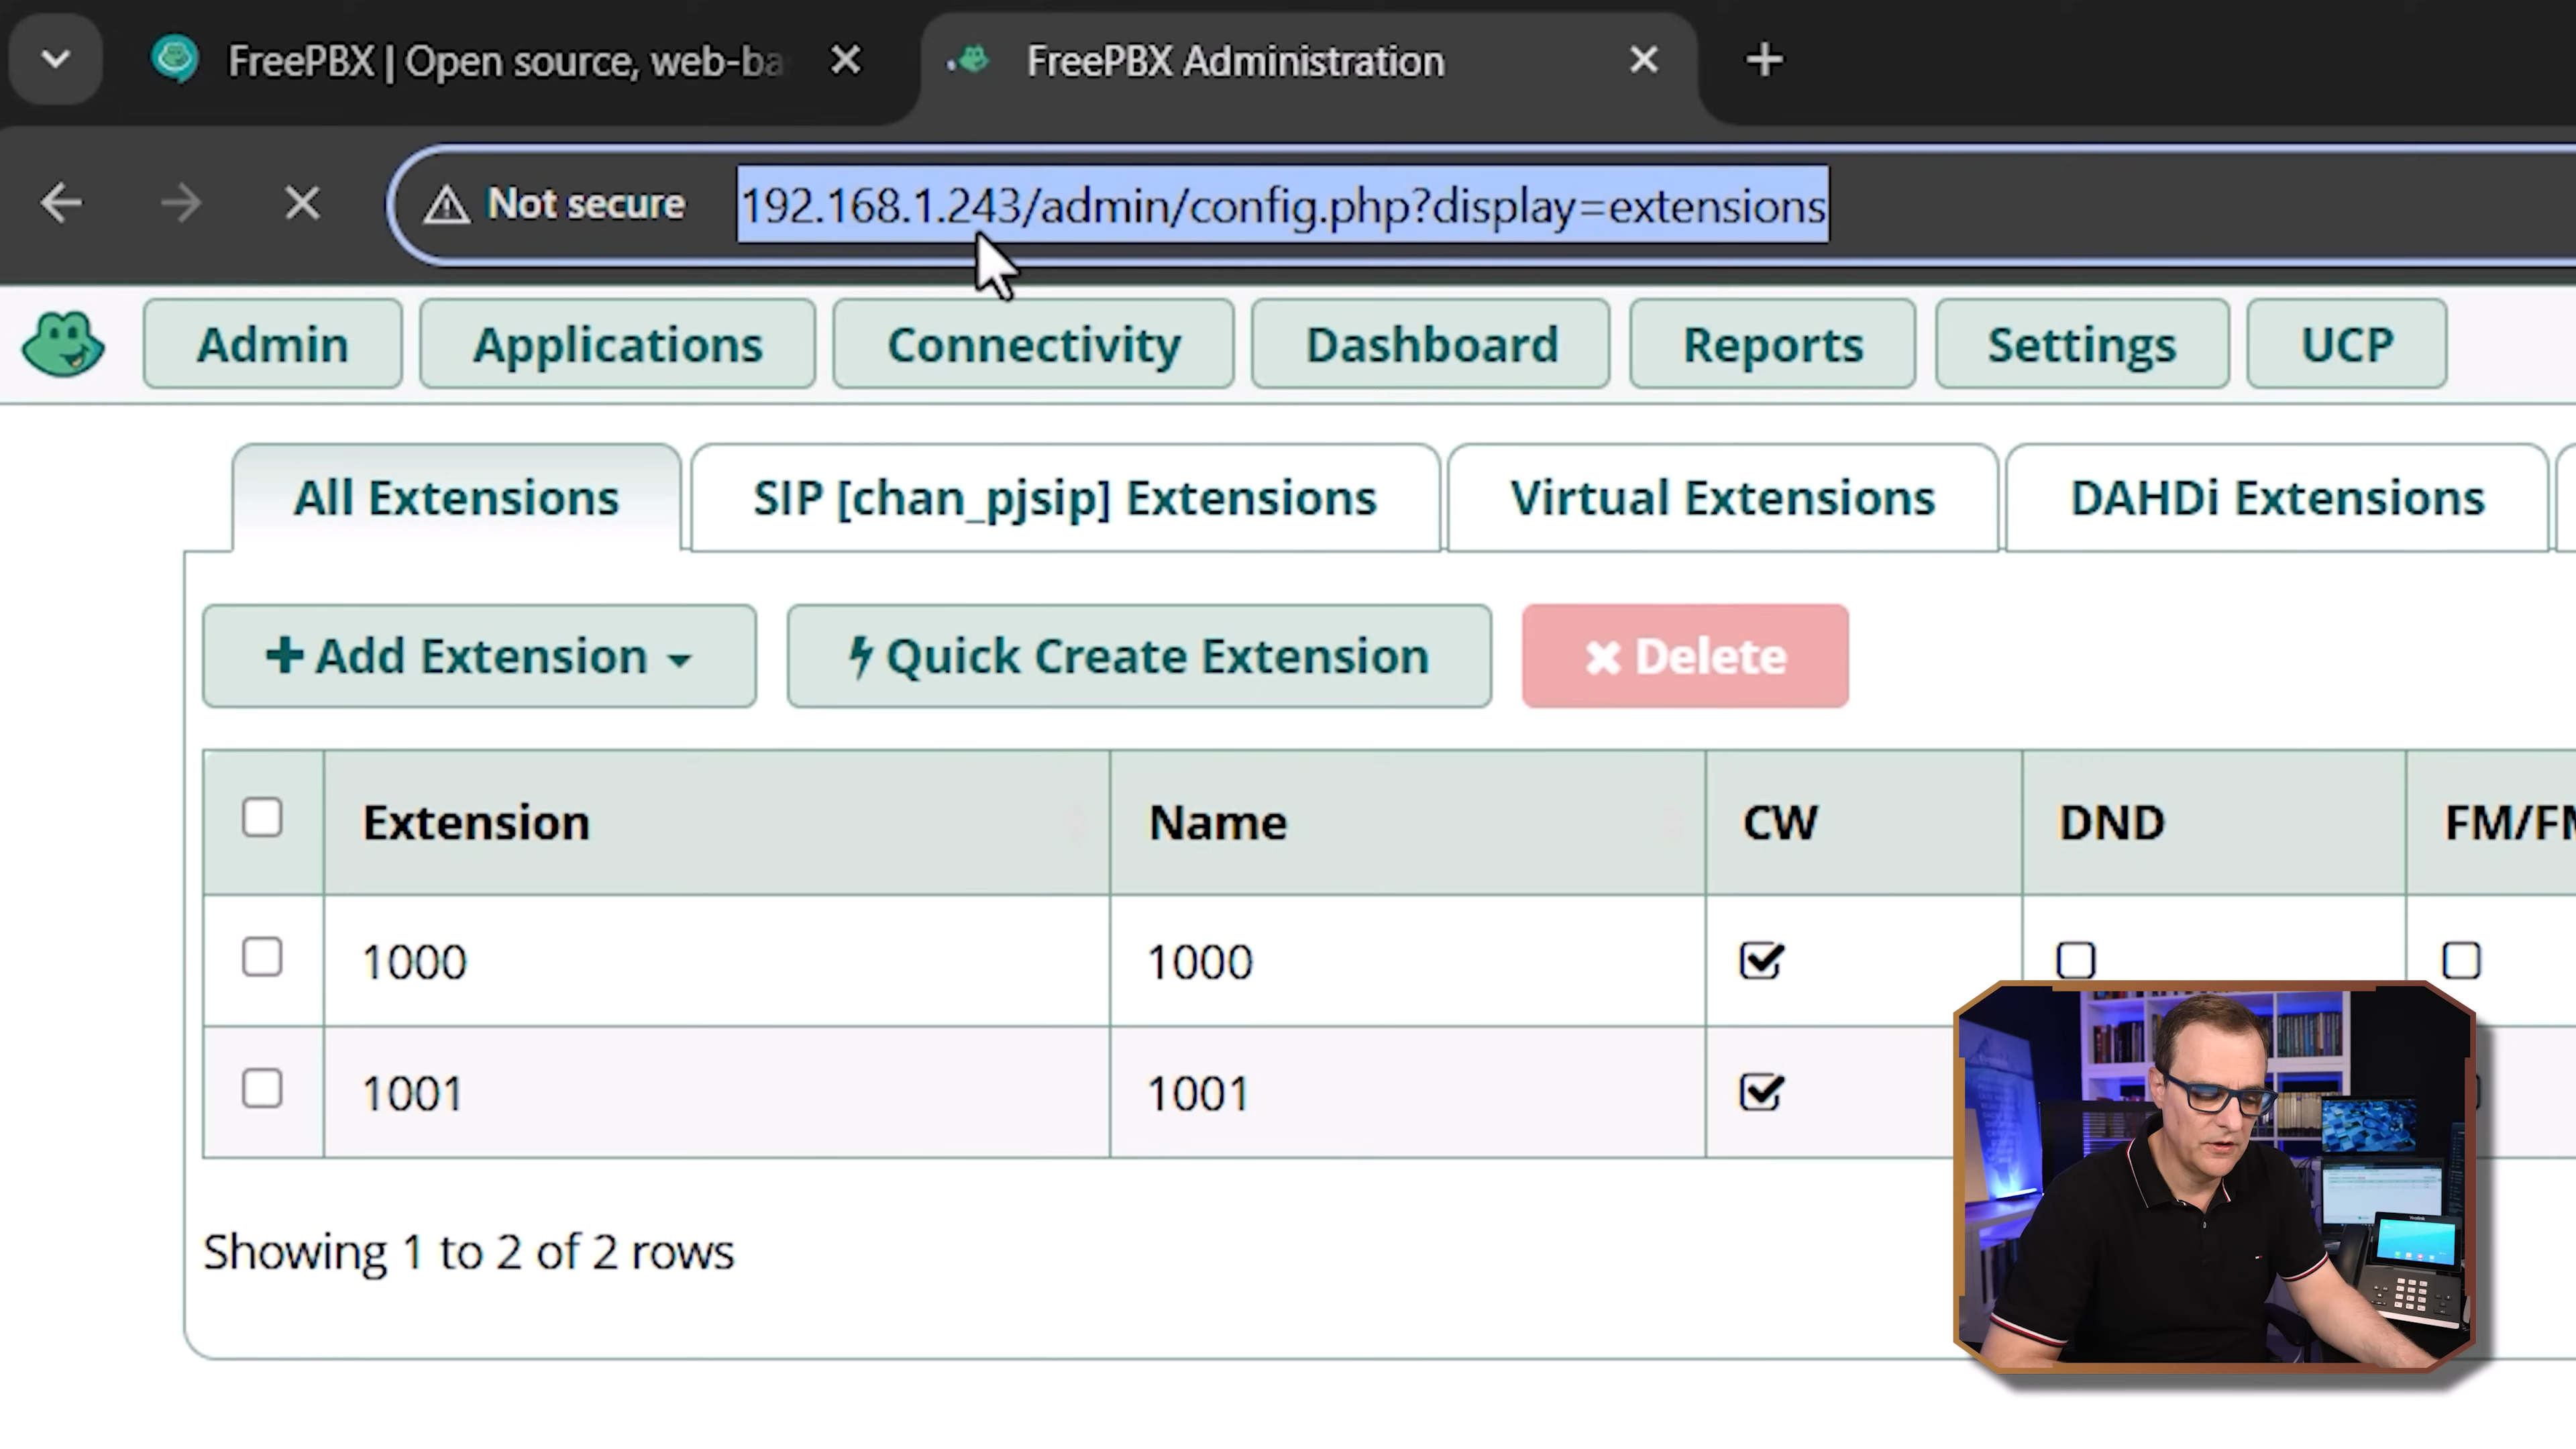 FreePBX | Open source, web-ba
FreePBX Administration
Not secure 192.168.1.243/admin/config.php?display=extensions
Admin Applications Connectivity Dashboard Reports Settings UCP
All Extensions SIP [chan_pjsip] Extensions Virtual Extensions DAHDi Extensions
Add Extension Quick Create Extension Delete
Extension Name CW DND FM/FM
1000 1000
1001 1001
Showing 1 to 2 of 2 rows